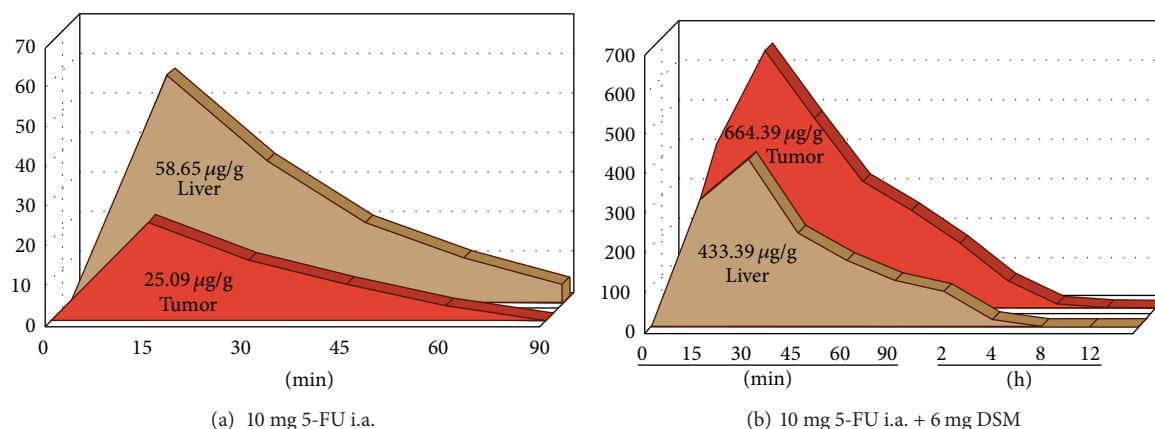 70
60
50
40
30
20
10
0
58.65 µg/g
Liver
25.09 µg/g
Tumor
0 15 30 45 60 90
(min)
(a) 10 mg 5-FU i.a.
700
600
500
400
300
200
100
0
664.39 µg/g
Tumor
433.39 µg/g
Liver
0 15 30 45 60 90 2 4 8 12
(min) (h)
(b) 10 mg 5-FU i.a. + 6 mg DSM